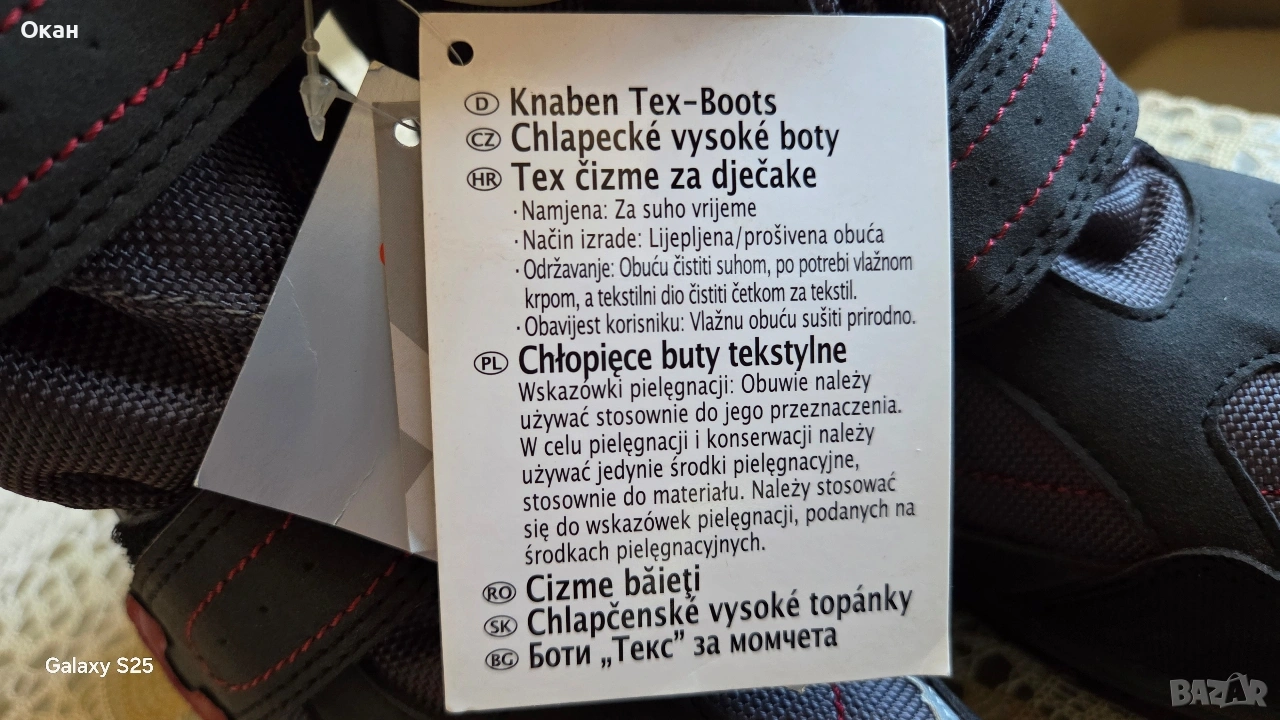 Окан
D Knaben Tex-Boots
CZ Chlapecké vysoké boty
HR Tex čizme za dječake
· Namjena: Za suho vrijeme
· Način izrade: Lijepljena/prošivena obuća
· Održavanje: Obuću čistiti suhom, po potrebi vlažnom
krpom, a tekstilni dio čistiti četkom za tekstil.
· Obavijest korisniku: Vlažnu obuću sušiti prirodno.
PL Chłopięce buty tekstylne
Wskazówki pielęgnacji: Obuwie należy
używać stosownie do jego przeznaczenia.
W celu pielęgnacji i konserwacji należy
używać jedynie środki pielęgnacyjne,
stosownie do materiału. Należy stosować
się do wskazówek pielęgnacji, podanych na
środkach pielęgnacyjnych.
RO Cizme băieţi
SK Chlapčenské vysoké topánky
BG Боти „Текс” за момчета
Galaxy S25
BAZAR